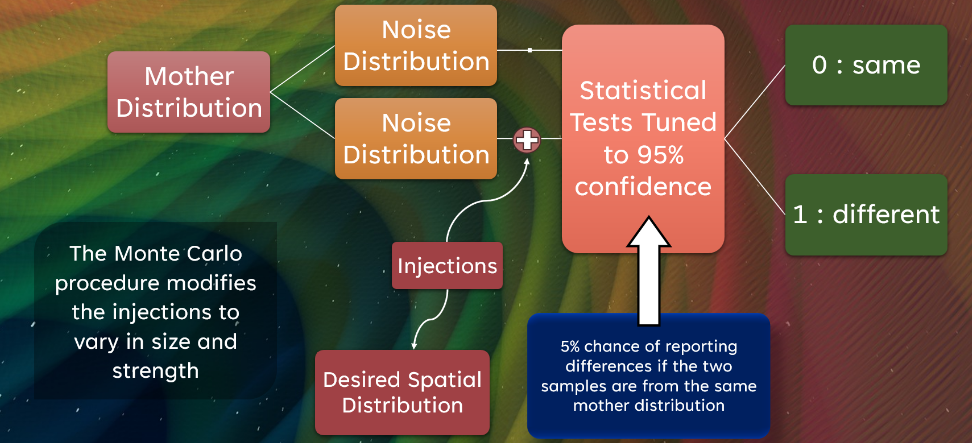 Mother
Distribution
Noise
Distribution
Noise
Distribution
Statistical
Tests Tuned
to 95%
confidence
0 : same
1 : different
The Monte Carlo
procedure modifies
the injections to
vary in size and
strength
Injections
Desired Spatial
Distribution
5% chance of reporting
differences if the two
samples are from the same
mother distribution